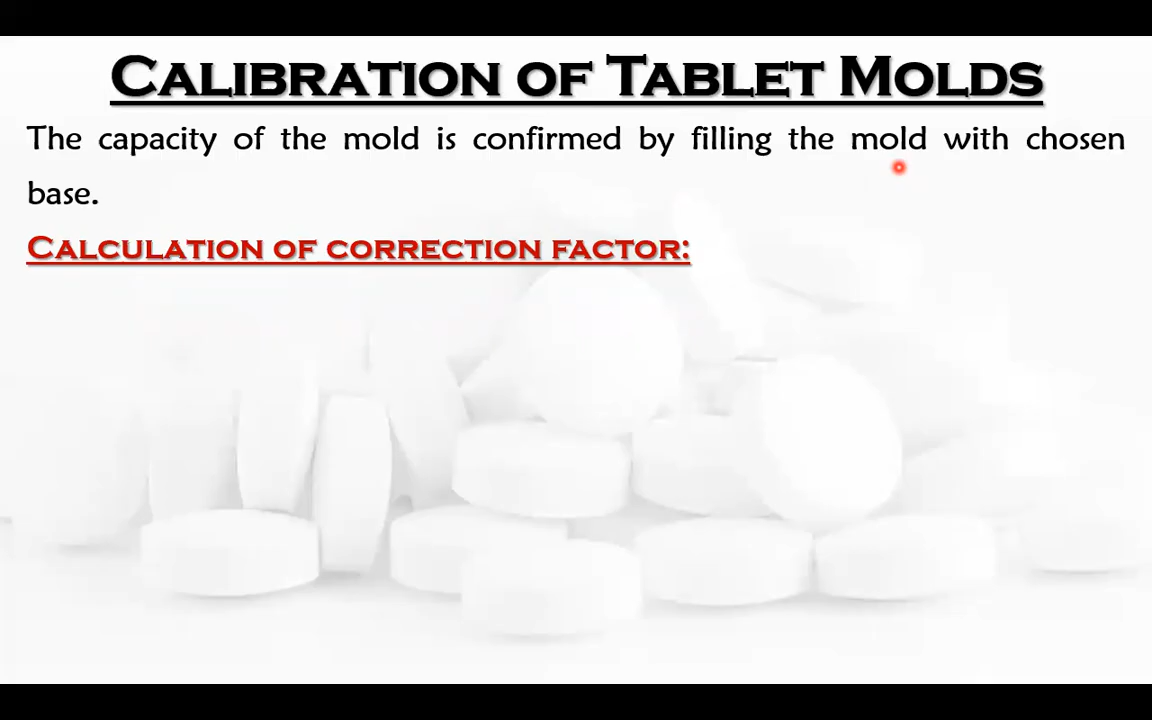 CALIBRATION OF TABLET MOLDS
The capacity of the mold is confirmed by filling the mold with chosen
base.
CALCULATION OF CORRECTION FACTOR: